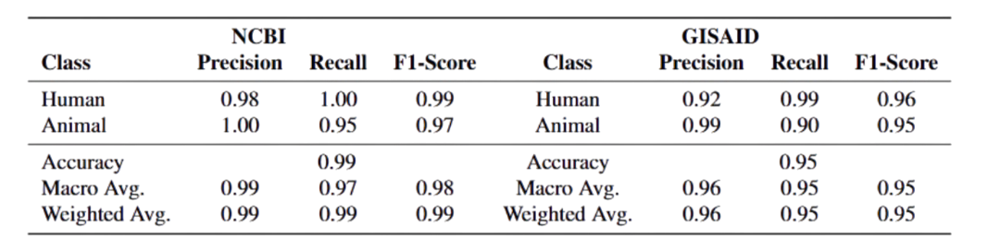 NCBI GISAID
Class Precision Recall F1-Score Class Precision Recall F1-Score
Human 0.98 1.00 0.99 Human 0.92 0.99 0.96
Animal 1.00 0.95 0.97 Animal 0.99 0.90 0.95
Accuracy 0.99 Accuracy 0.95
Macro Avg. 0.99 0.97 0.98 Macro Avg. 0.96 0.95 0.95
Weighted Avg. 0.99 0.99 0.99 Weighted Avg. 0.96 0.95 0.95